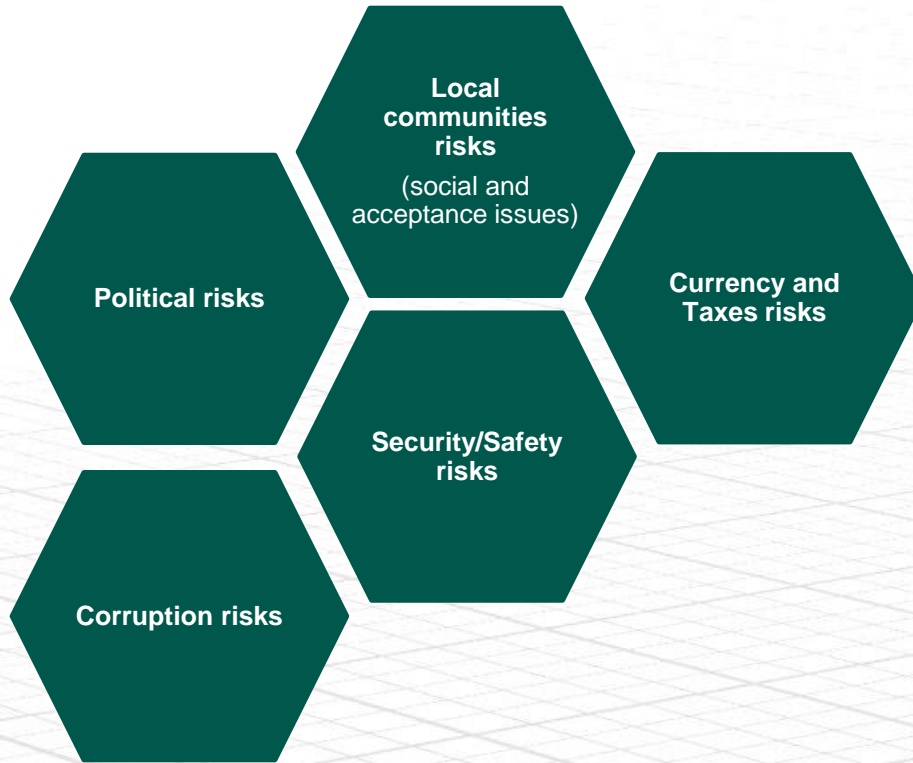 Local
communities
risks
(social and
acceptance issues)
Political risks
Currency and
Taxes risks
Security/Safety
risks
Corruption risks